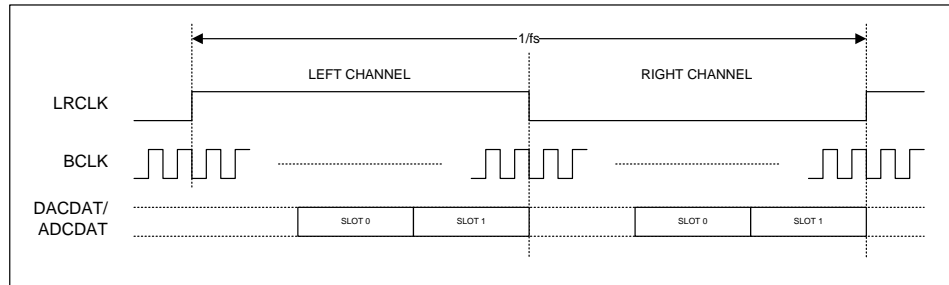 1/fs
LEFT CHANNEL RIGHT CHANNEL
LRCLK
BCLK
DACDAT/
ADCDAT
SLOT 0 SLOT 1 SLOT 0 SLOT 1